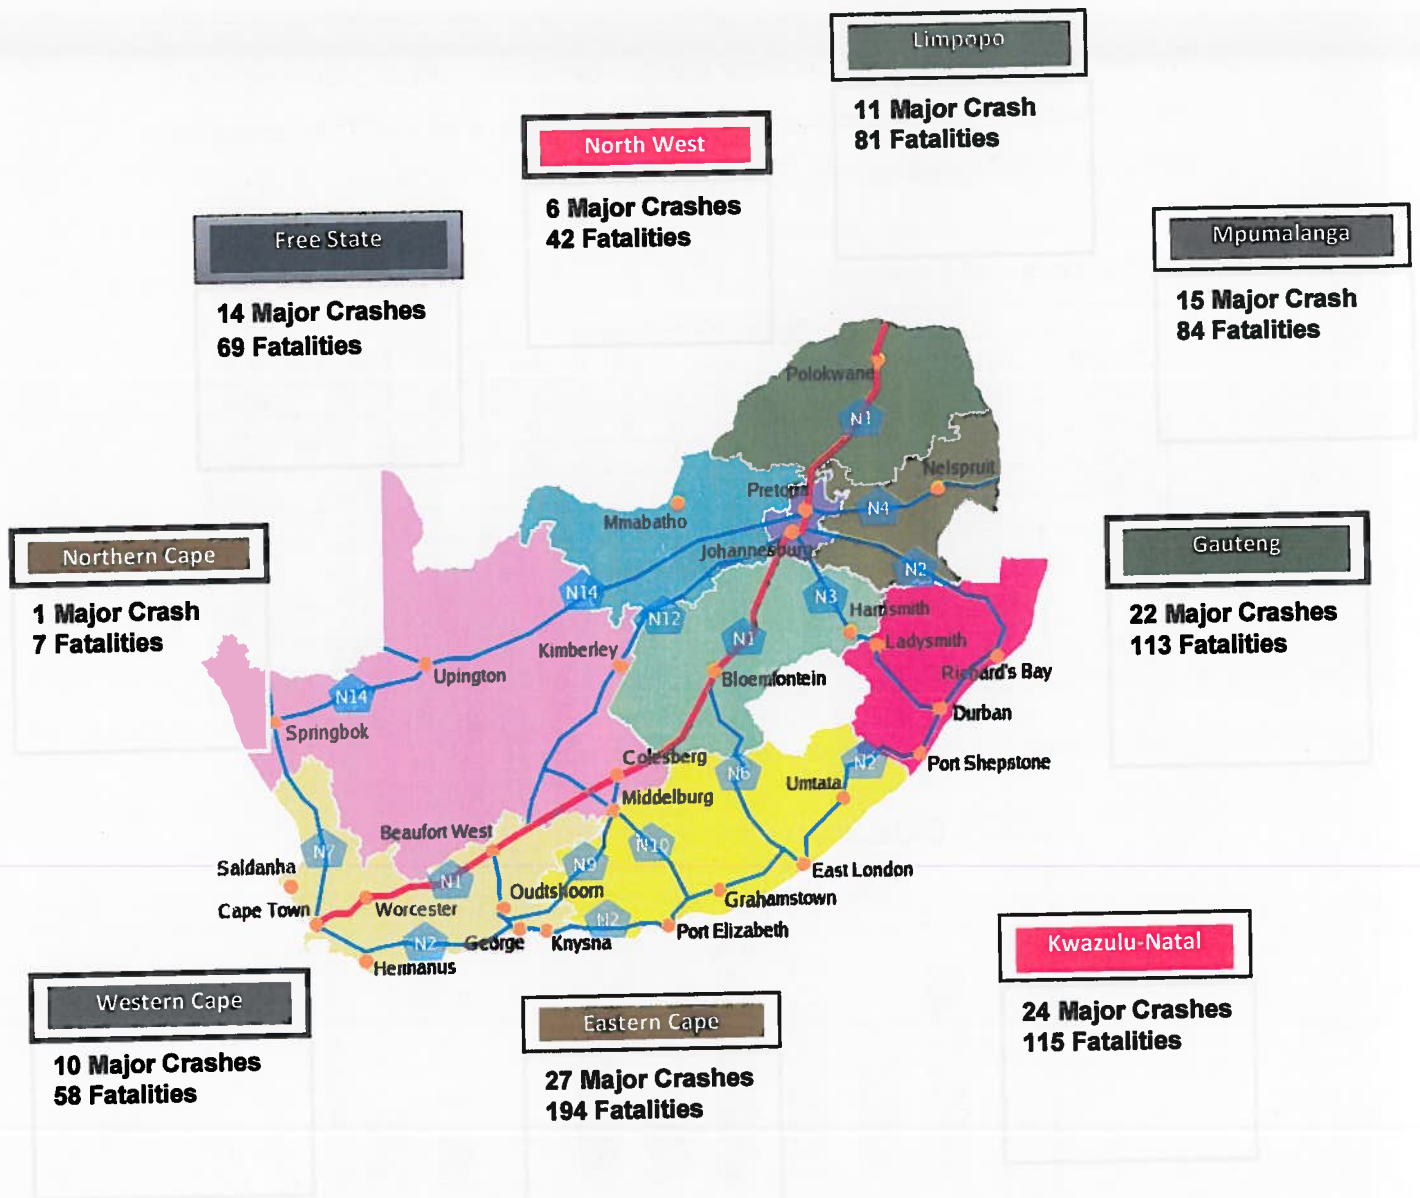 Limpopo
11 Major Crash
81 Fatalities
North West
6 Major Crashes
42 Fatalities
Free State
14 Major Crashes
69 Fatalities
Mpumalanga
15 Major Crash
84 Fatalities
Northern Cape
1 Major Crash
7 Fatalities
Gauteng
22 Major Crashes
113 Fatalities
Polokwane
N1
Nelspruit
Pretoria
N4
Mmabatho
Johannesburg
N14
N12
N3
N2
Harrismith
Ladysmith
Kimberley
N1
Upington
Bloemfontein
Richard's Bay
N14
Springbok
Durban
Colesberg
N6
N2
Port Shepstone
Umtata
Middelburg
Beaufort West
N7
N10
N9
Saldanha
N1
East London
Oudtshoorn
Cape Town
Worcester
Grahamstown
N2
N2
George
Knysna
Port Elizabeth
Hermanus
Western Cape
10 Major Crashes
58 Fatalities
Eastern Cape
27 Major Crashes
194 Fatalities
Kwazulu-Natal
24 Major Crashes
115 Fatalities